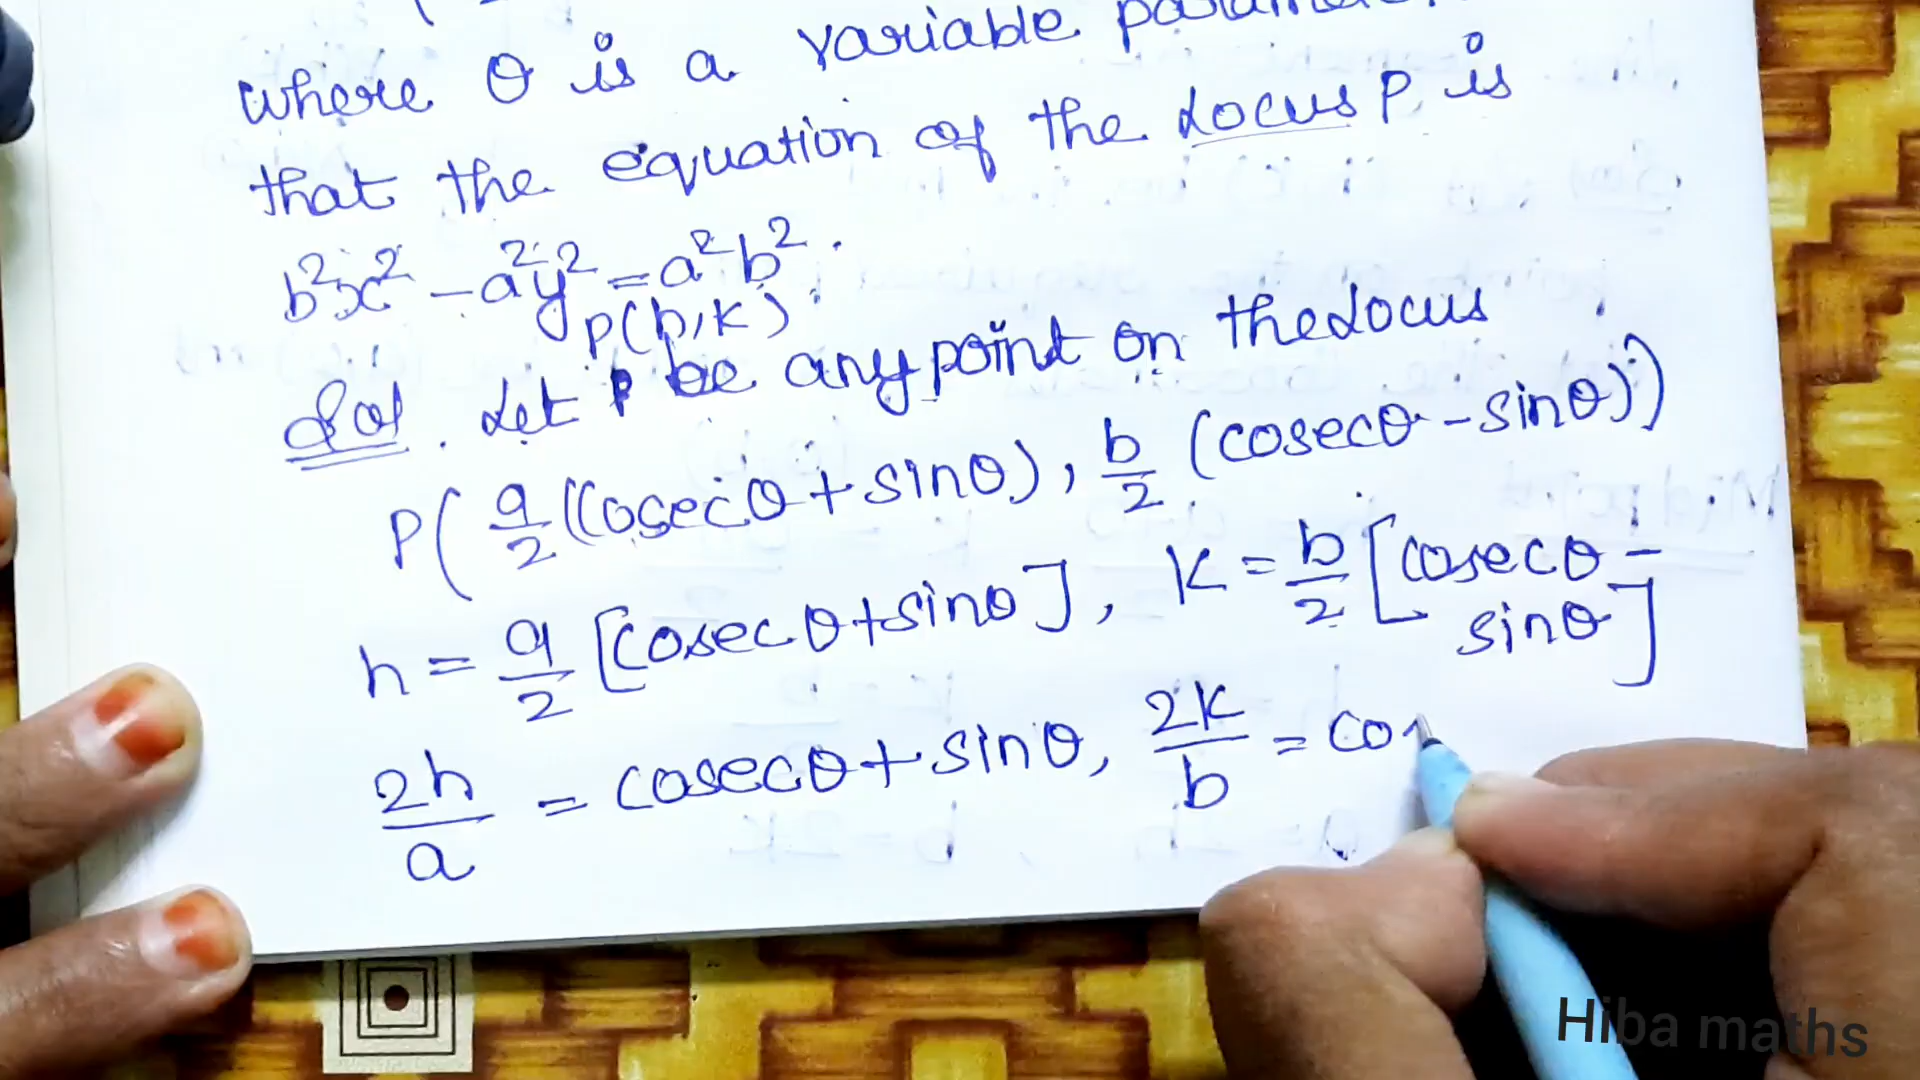 where θ is a variable
that the equation of the Locus P is
b²x² - a²y² = a²b².
P(h,k)
Sol. Let P be any point on the Locus
P(a/2 (Cosecθ + sinθ), b/2 (cosecθ - sinθ))
h = a/2 [cosecθ + sinθ], K = b/2 [cosecθ -
sinθ]
2h/a = cosecθ + sinθ, 2K/b = co
Hiba maths